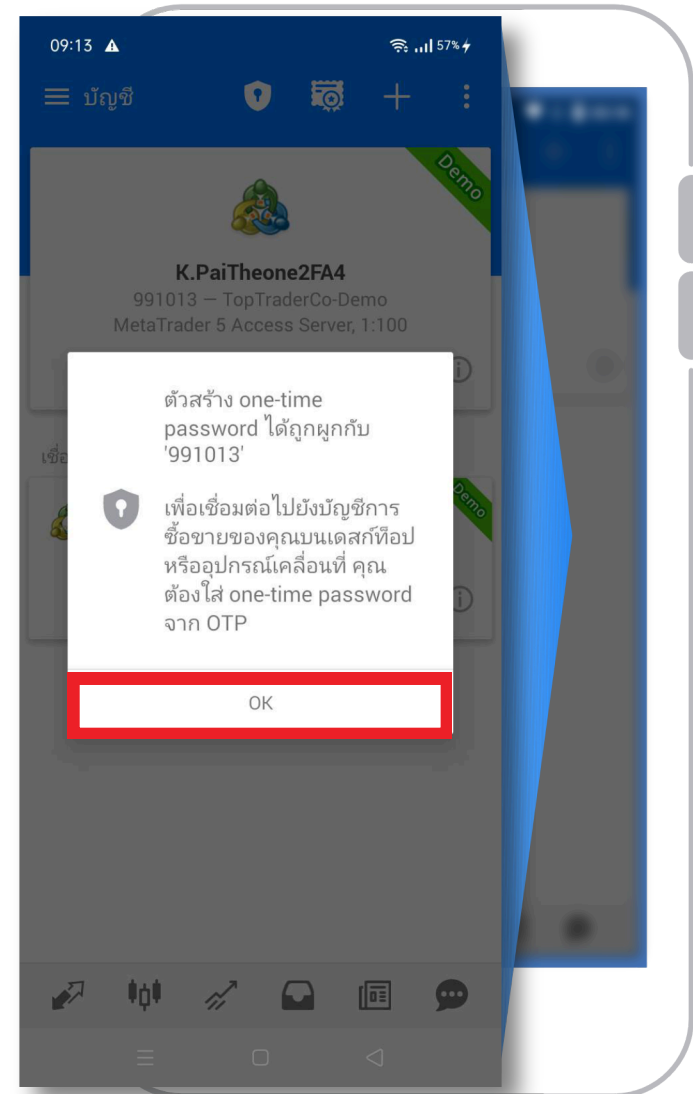 09:13
57%
บัญชี
Demo
K.PaiTheone2FA4
991013 — TopTraderCo-Demo
MetaTrader 5 Access Server, 1:100
ตัวสร้าง one-time
password ได้ถูกผูกกับ
'991013'
เชื่อ
Demo
เพื่อเชื่อมต่อไปยังบัญชีการ
ซื้อขายของคุณบนเดสก์ท็อป
หรืออุปกรณ์เคลื่อนที่ คุณ
ต้องใส่ one-time password
จาก OTP
OK